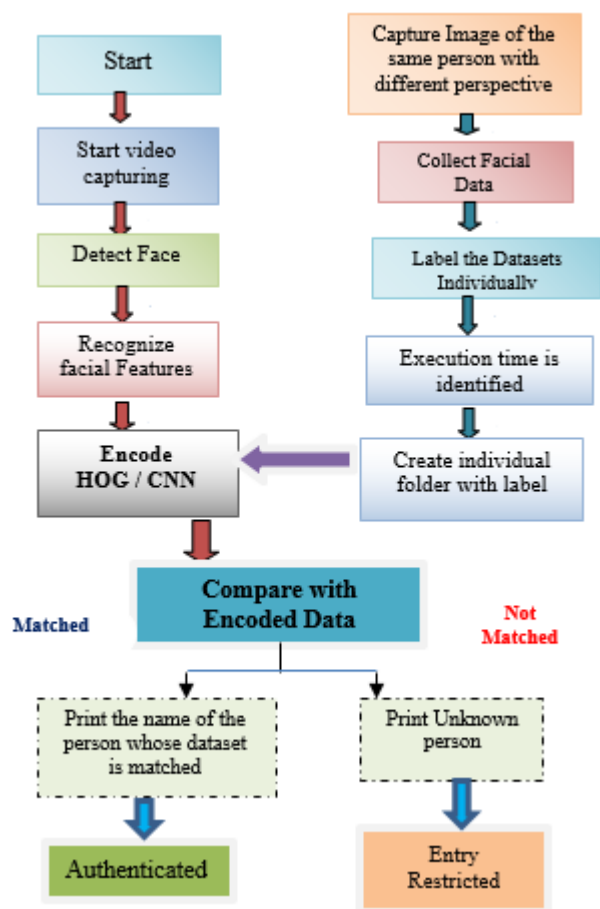 Start
Start video
capturing
Detect Face
Recognize
facial Features
Encode
HOG / CNN
Capture Image of the
same person with
different perspective
Collect Facial
Data
Label the Datasets
Individually
Execution time is
identified
Create individual
folder with label
Compare with
Encoded Data
Matched
Not
Matched
Print the name of the
person whose dataset
is matched
Print Unknown
person
Authenticated
Entry
Restricted